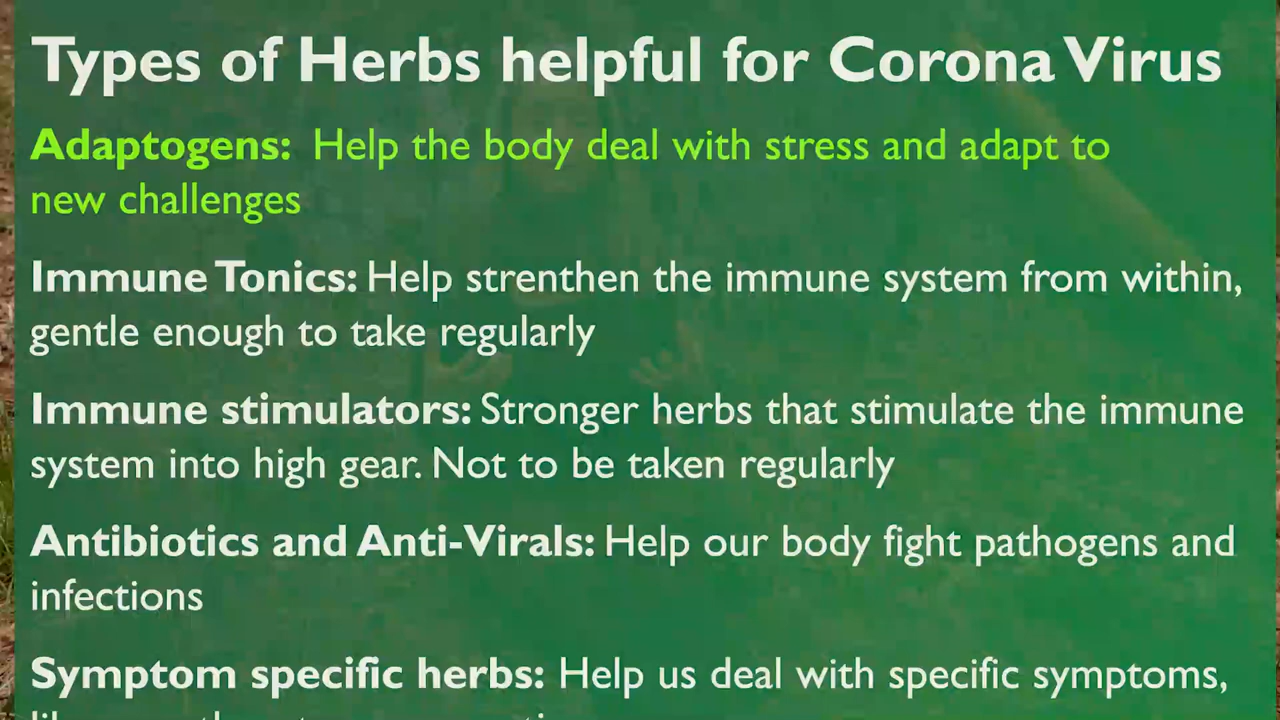 Types of Herbs helpful for Corona Virus
Adaptogens: Help the body deal with stress and adapt to
new challenges
Immune Tonics: Help strenthen the immune system from within,
gentle enough to take regularly
Immune stimulators: Stronger herbs that stimulate the immune
system into high gear. Not to be taken regularly
Antibiotics and Anti-Virals: Help our body fight pathogens and
infections
Symptom specific herbs: Help us deal with specific symptoms,